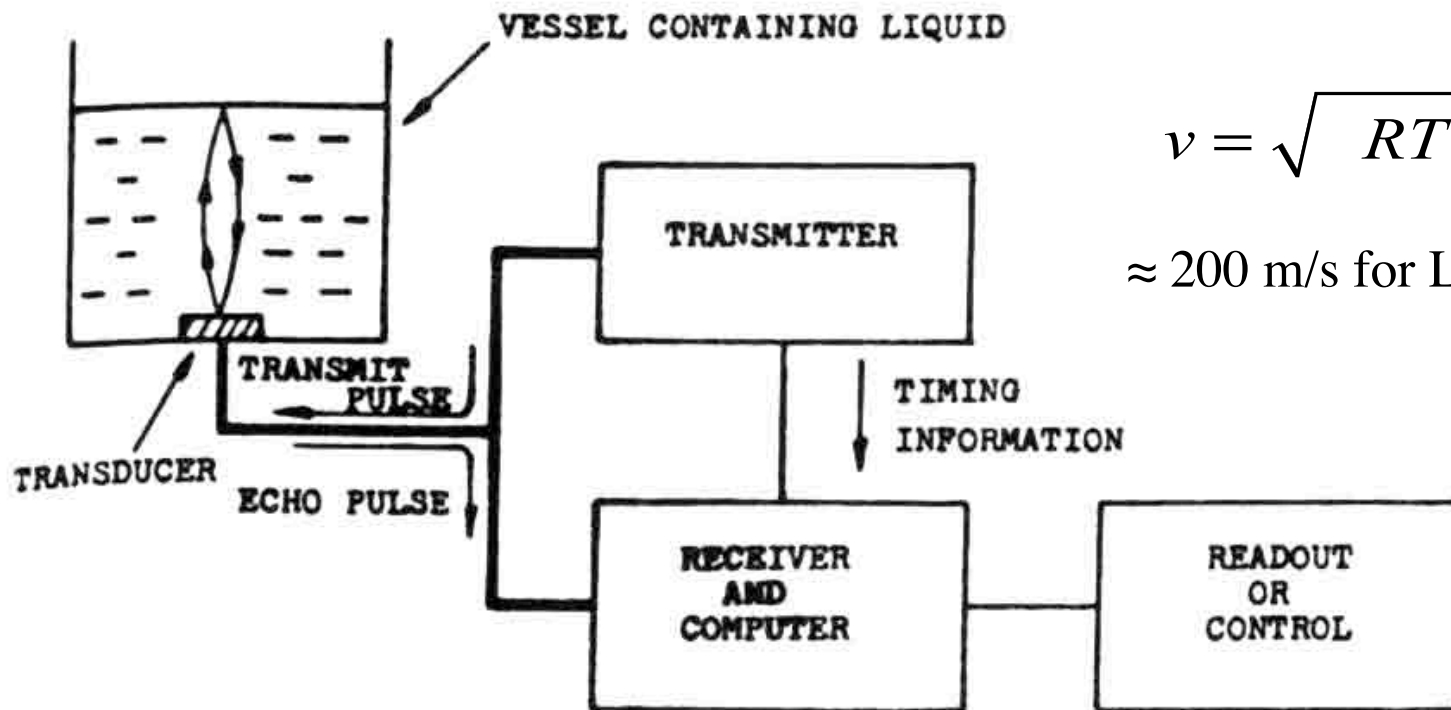 VESSEL CONTAINING LIQUID
v = √ RT
≈ 200 m/s for L
TRANSMITTER
TRANSMIT
PULSE
TIMING
INFORMATION
TRANSDUCER
ECHO PULSE
RECEIVER
AND
COMPUTER
READOUT
OR
CONTROL